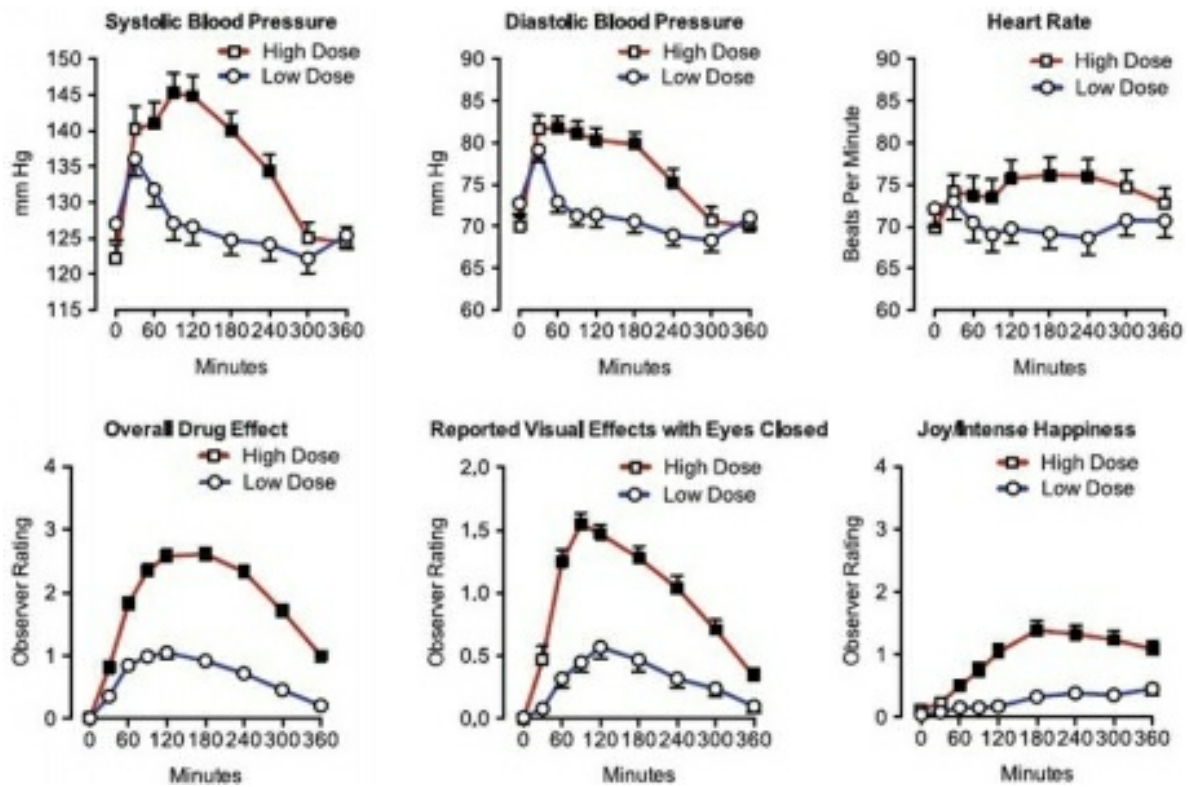 Systolic Blood Pressure
High Dose
Low Dose
150
145
140
135
130
125
120
115
mm Hg
0 60 120 180 240 300 360
Minutes
Diastolic Blood Pressure
High Dose
Low Dose
90
85
80
75
70
65
60
mm Hg
0 60 120 180 240 300 360
Minutes
Heart Rate
High Dose
Low Dose
90
85
80
75
70
65
60
Beats Per Minute
0 60 120 180 240 300 360
Minutes
Overall Drug Effect
High Dose
Low Dose
4
3
2
1
0
Observer Rating
0 60 120 180 240 300 360
Minutes
Reported Visual Effects with Eyes Closed
High Dose
Low Dose
2.0
1.5
1.0
0.5
0.0
Observer Rating
0 60 120 180 240 300 360
Minutes
Joy/Intense Happiness
High Dose
Low Dose
4
3
2
1
0
Observer Rating
0 60 120 180 240 300 360
Minutes